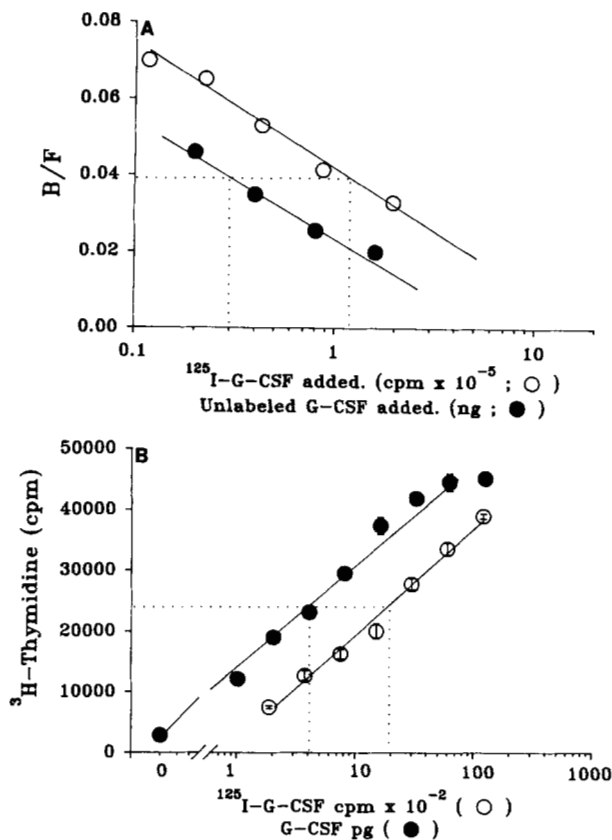 A
0.08
0.06
0.04
0.02
0.00
B/F
0.1 1 10
¹²⁵I-G-CSF added. (cpm x 10⁻⁵ ; ○ )
Unlabeled G-CSF added. (ng ; ● )
B
50000
40000
30000
20000
10000
0
³H-Thymidine (cpm)
0 1 10 100 1000
¹²⁵I-G-CSF cpm x 10⁻² ( ○ )
G-CSF pg ( ● )